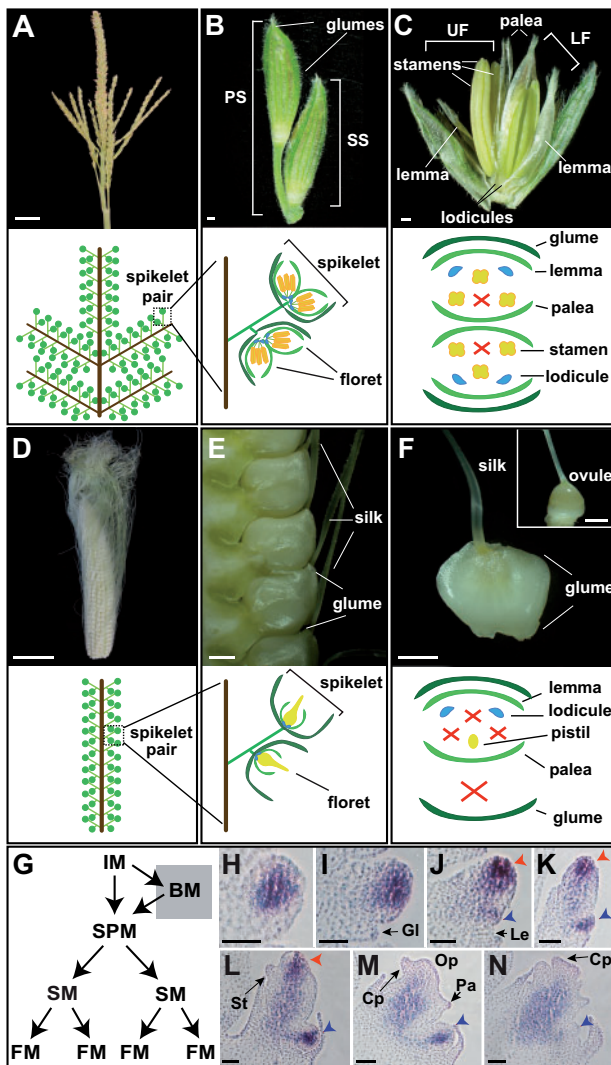 A
B
glumes
PS
SS
C
palea
UF
LF
stamens
lemma
lemma
lodicules
spikelet
pair
spikelet
floret
glume
lemma
palea
stamen
lodicule
D
E
silk
glume
F
silk
ovule
glume
spikelet
pair
spikelet
floret
lemma
lodicule
pistil
palea
glume
G
IM
BM
SPM
SM
SM
FM
FM
FM
FM
H
I
Gl
J
Le
K
L
St
M
Op
Cp
Pa
N
Cp